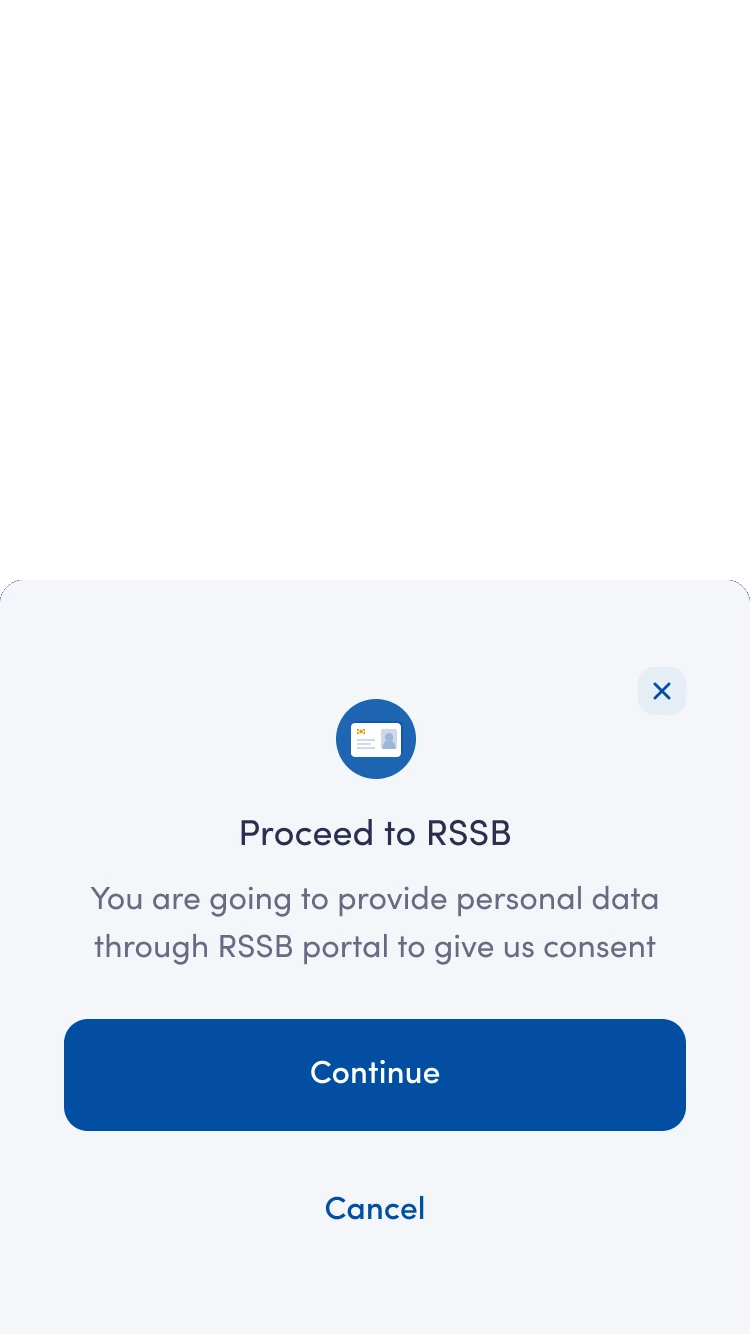 Proceed to RSSB
You are going to provide personal data
through RSSB portal to give us consent
Continue
Cancel